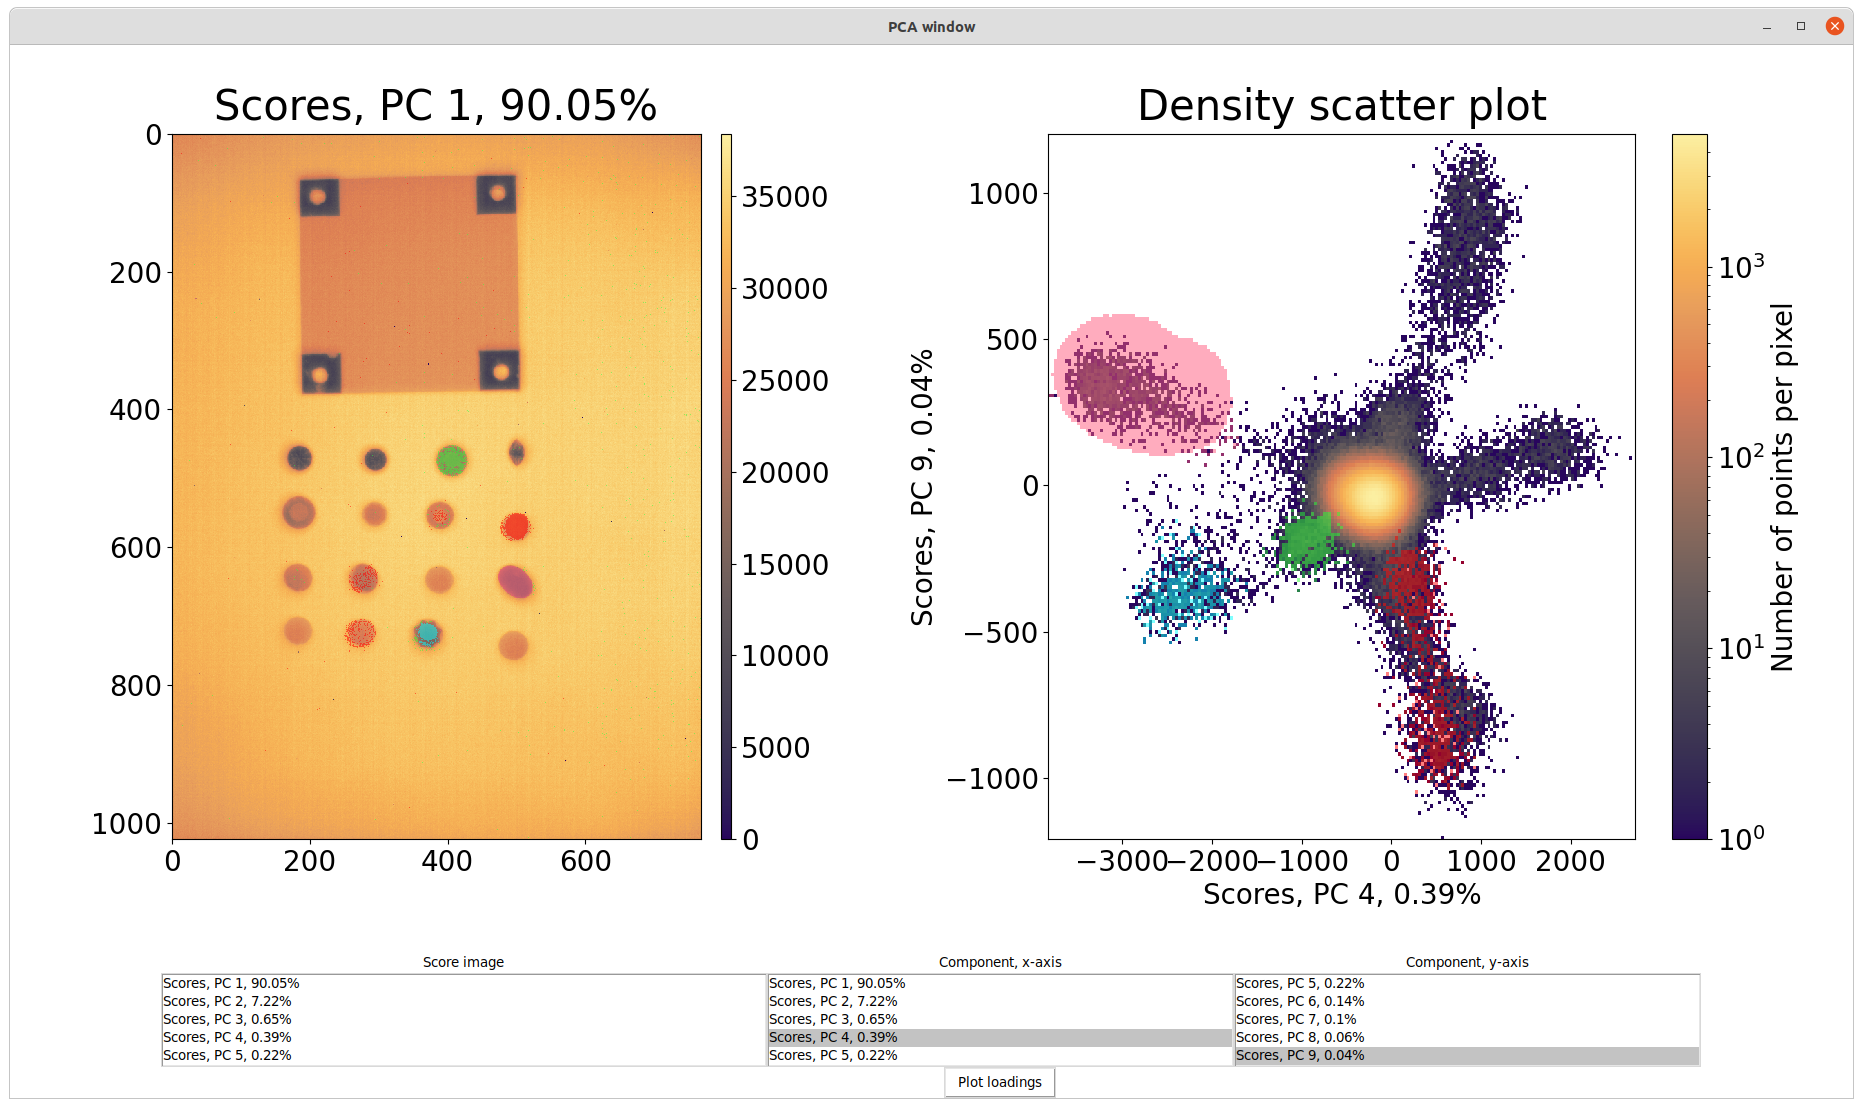 PCA window
Scores, PC 1, 90.05%
0
200
400
600
800
1000
0
200
400
600
35000
30000
25000
20000
15000
10000
5000
0
Density scatter plot
Scores, PC 9, 0.04%
1000
500
0
−500
−1000
−3000
−2000
−1000
0
1000
2000
Scores, PC 4, 0.39%
10³
10²
10¹
10⁰
Number of points per pixel
Score image
Scores, PC 1, 90.05%
Scores, PC 2, 7.22%
Scores, PC 3, 0.65%
Scores, PC 4, 0.39%
Scores, PC 5, 0.22%
Component, x-axis
Scores, PC 1, 90.05%
Scores, PC 2, 7.22%
Scores, PC 3, 0.65%
Scores, PC 4, 0.39%
Scores, PC 5, 0.22%
Component, y-axis
Scores, PC 5, 0.22%
Scores, PC 6, 0.14%
Scores, PC 7, 0.1%
Scores, PC 8, 0.06%
Scores, PC 9, 0.04%
Plot loadings